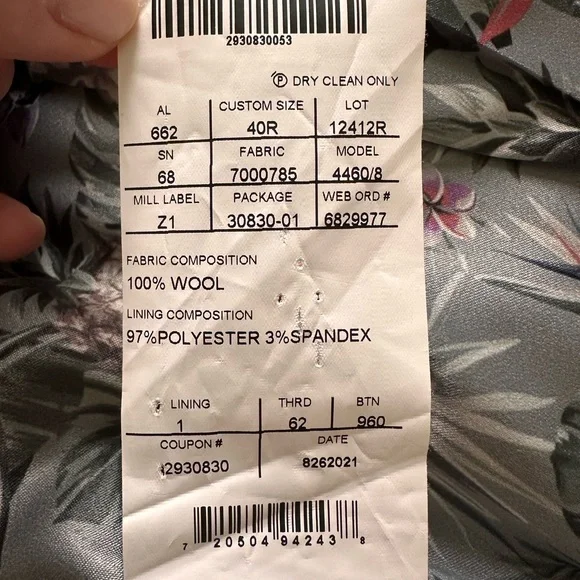 2930830053
Ⓟ DRY CLEAN ONLY
AL CUSTOM SIZE LOT
662 40R 12412R
SN FABRIC MODEL
68 7000785 4460/8
MILL LABEL PACKAGE WEB ORD #
Z1 30830-01 6829977
FABRIC COMPOSITION
100% WOOL
LINING COMPOSITION
97%POLYESTER 3%SPANDEX
LINING THRD BTN
1 62 960
COUPON # DATE
2930830 8262021
7 20504 94243 8